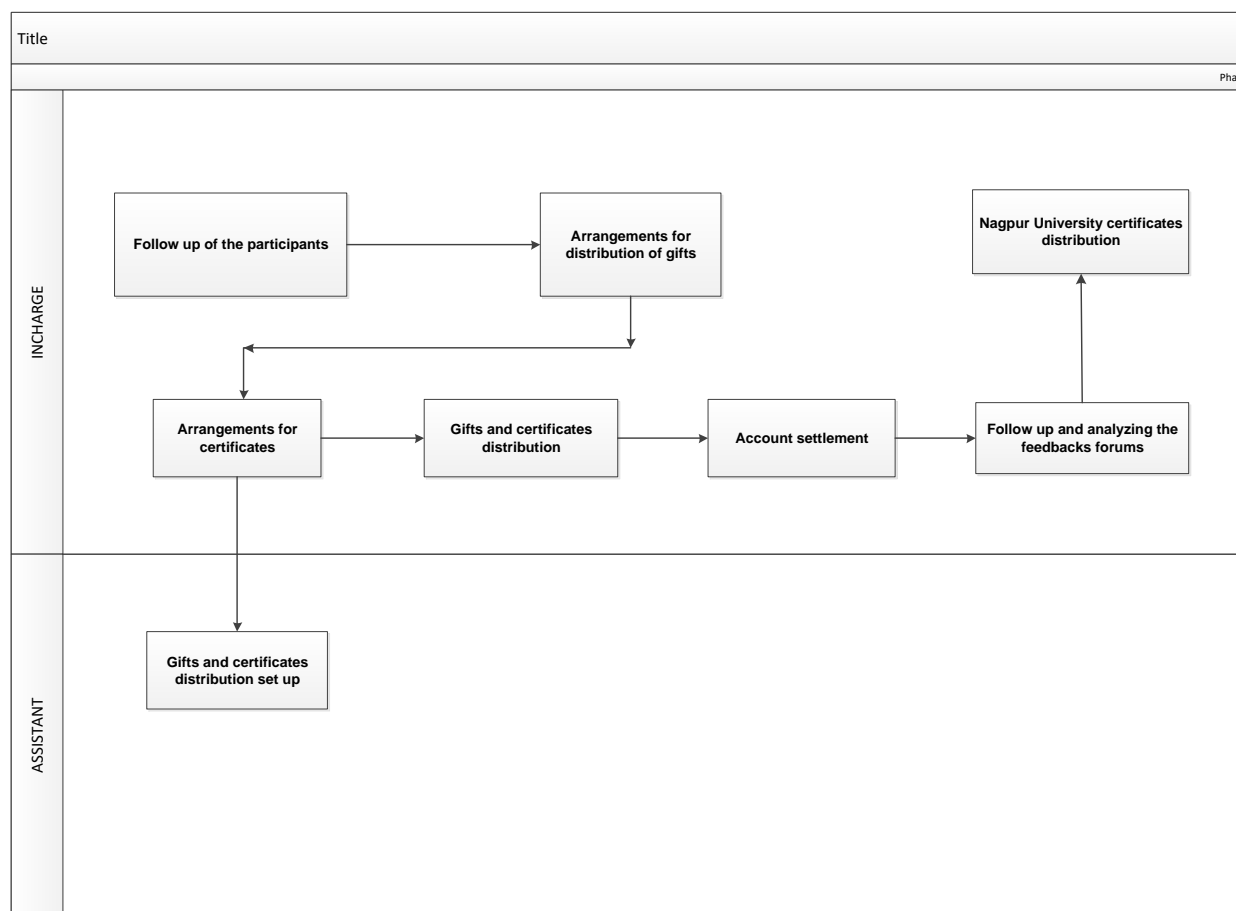 Title
Pha
INCHARGE
Follow up of the participants
Arrangements for
distribution of gifts
Nagpur University certificates
distribution
Arrangements for
certificates
Gifts and certificates
distribution
Account settlement
Follow up and analyzing the
feedbacks forums
ASSISTANT
Gifts and certificates
distribution set up